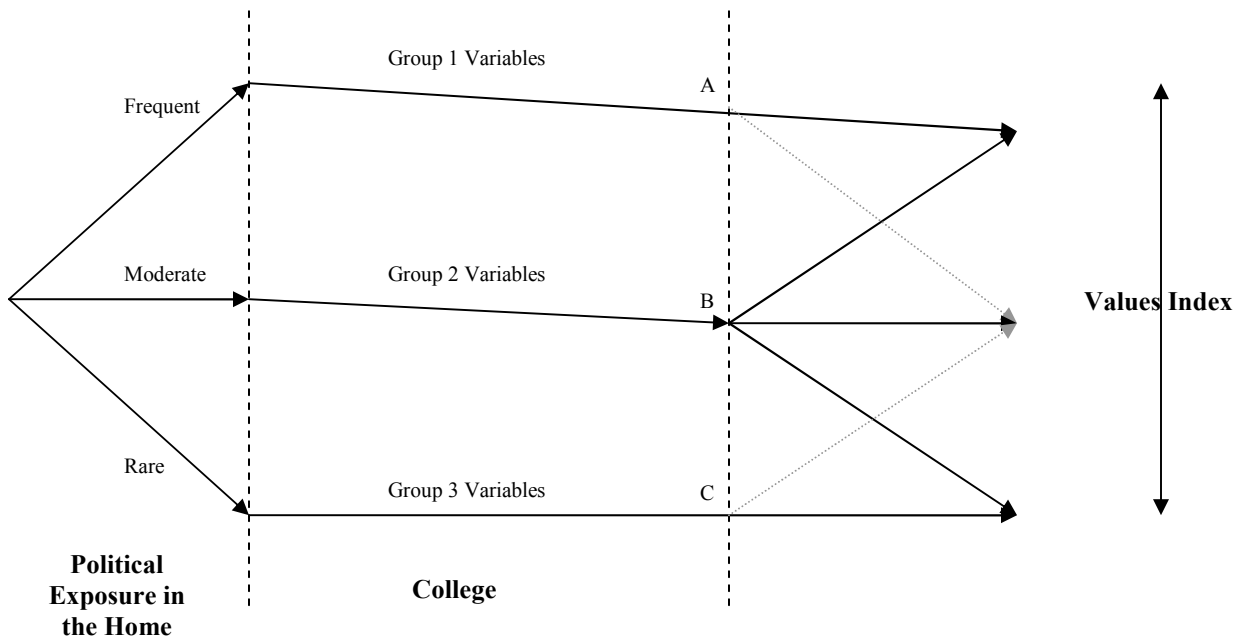 Group 1 Variables
A
Frequent
Moderate
Group 2 Variables
B
Values Index
Rare
Group 3 Variables
C
Political
Exposure in
the Home
College